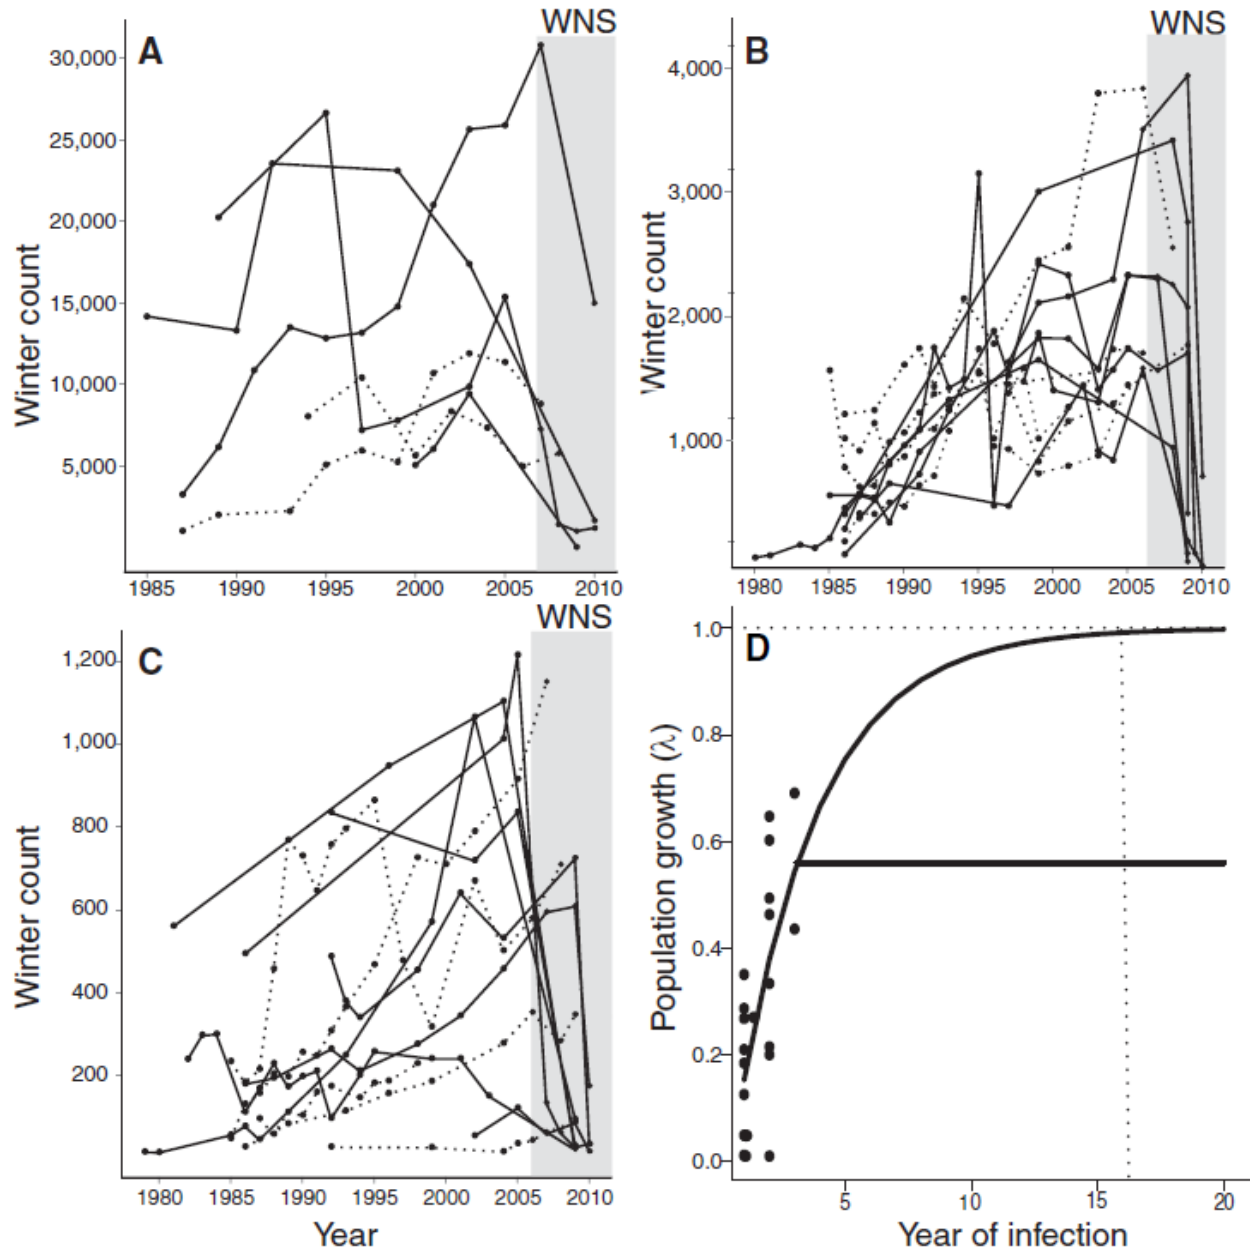 WNS
A
30,000
25,000
20,000
15,000
10,000
5,000
Winter count
1985 1990 1995 2000 2005 2010
WNS
B
4,000
3,000
2,000
1,000
Winter count
1980 1985 1990 1995 2000 2005 2010
WNS
C
1,200
1,000
800
600
400
200
Winter count
1980 1985 1990 1995 2000 2005 2010
Year
D
1.0
0.8
0.6
0.4
0.2
0.0
Population growth (λ)
5 10 15 20
Year of infection